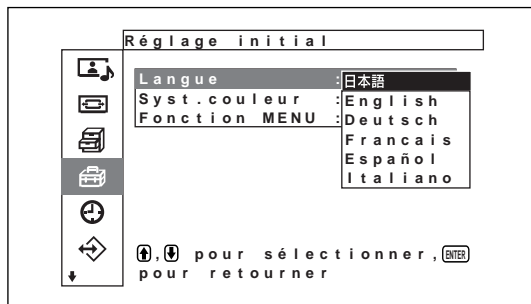 Réglage initial
Langue : 日本語
Syst.couleur : English
Fonction MENU : Deutsch
Francais
Español
Italiano
, pour sélectionner, ENTER
pour retourner